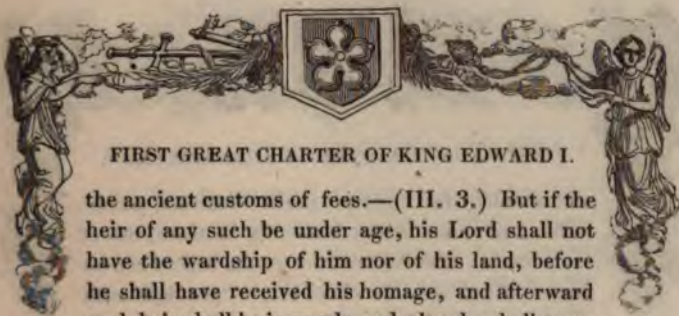 FIRST GREAT CHARTER OF KING EDWARD I.
the ancient customs of fees.—(III. 3.) But if the
heir of any such be under age, his Lord shall not
have the wardship of him nor of his land, before
he shall have received his homage, and afterward